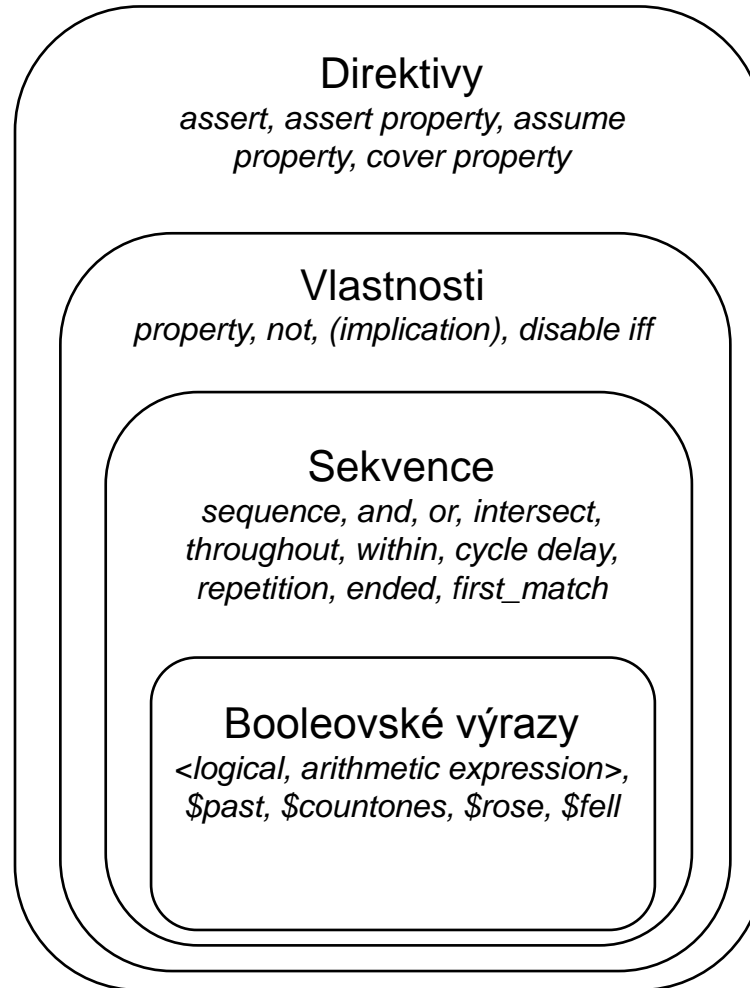 Direktivy
assert, assert property, assume
property, cover property
Vlastnosti
property, not, (implication), disable iff
Sekvence
sequence, and, or, intersect,
throughout, within, cycle delay,
repetition, ended, first_match
Booleovské výrazy
<logical, arithmetic expression>,
$past, $countones, $rose, $fell